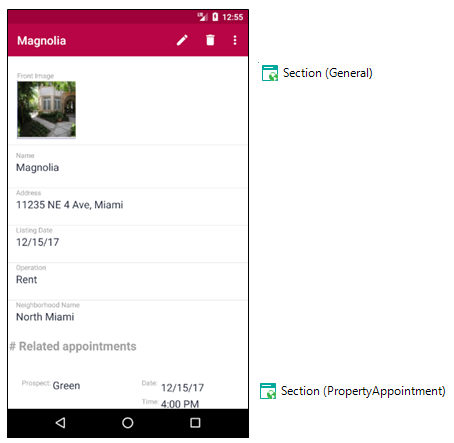 12:55
Magnolia
Front Image
Section (General)
Name
Magnolia
Address
11235 NE 4 Ave, Miami
Listing Date
12/15/17
Operation
Rent
Neighborhood Name
North Miami
# Related appointments
Prospect: Green Date: 12/15/17
Section (PropertyAppointment)
Time: 4:00 PM